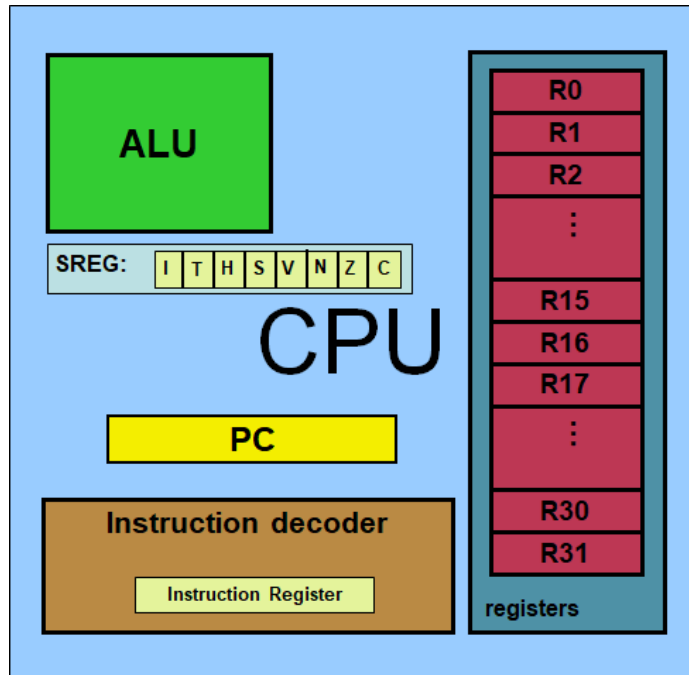 ALU
SREG: I T H S V N Z C
CPU
PC
Instruction decoder
Instruction Register
R0
R1
R2
⋮
R15
R16
R17
⋮
R30
R31
registers